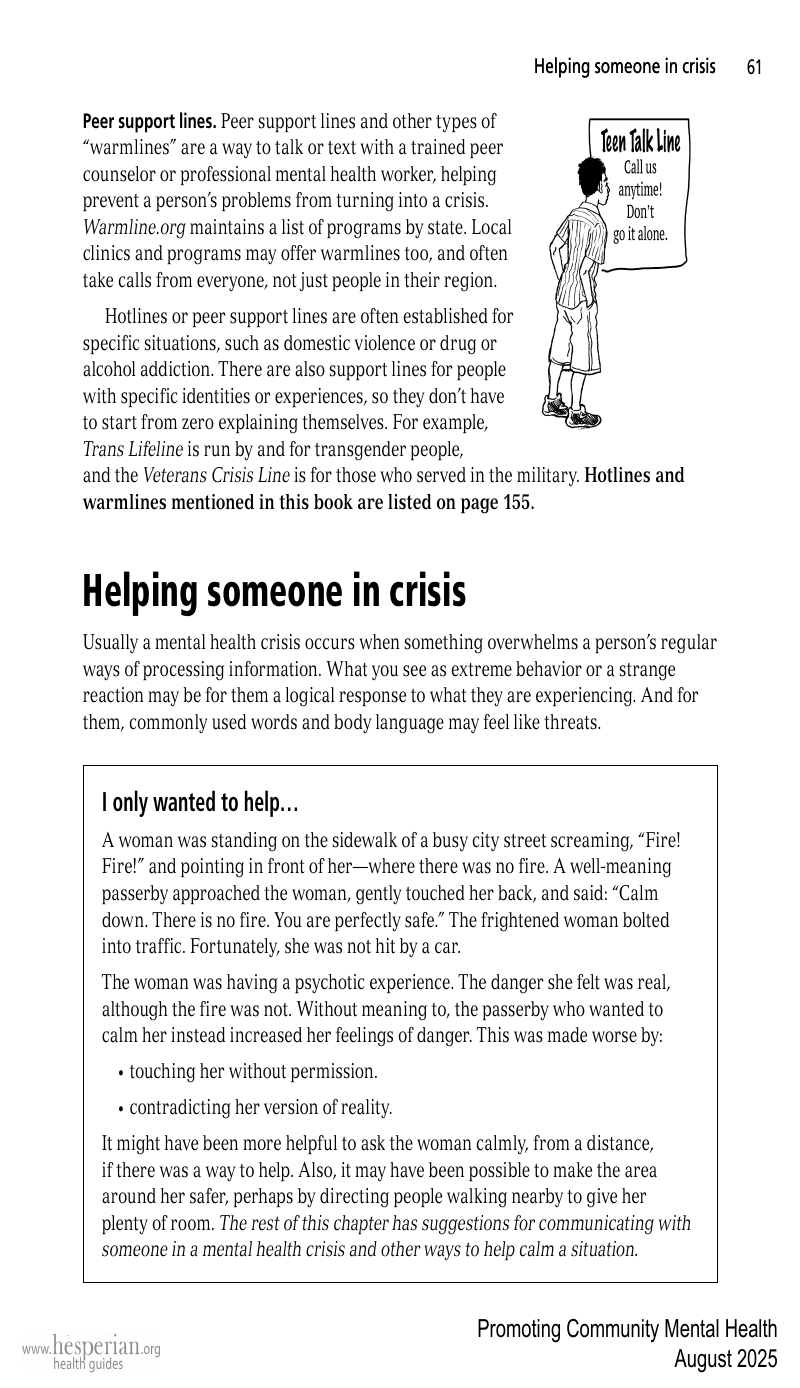 Helping someone in crisis 61
Peer support lines. Peer support lines and other types of
“warmlines” are a way to talk or text with a trained peer
counselor or professional mental health worker, helping
prevent a person’s problems from turning into a crisis.
Warmline.org maintains a list of programs by state. Local
clinics and programs may offer warmlines too, and often
take calls from everyone, not just people in their region.
Teen Talk Line
Call us
anytime!
Don’t
go it alone.
Hotlines or peer support lines are often established for
specific situations, such as domestic violence or drug or
alcohol addiction. There are also support lines for people
with specific identities or experiences, so they don’t have
to start from zero explaining themselves. For example,
Trans Lifeline is run by and for transgender people,
and the Veterans Crisis Line is for those who served in the military. Hotlines and
warmlines mentioned in this book are listed on page 155.
Helping someone in crisis
Usually a mental health crisis occurs when something overwhelms a person’s regular
ways of processing information. What you see as extreme behavior or a strange
reaction may be for them a logical response to what they are experiencing. And for
them, commonly used words and body language may feel like threats.
I only wanted to help…
A woman was standing on the sidewalk of a busy city street screaming, “Fire!
Fire!” and pointing in front of her—where there was no fire. A well-meaning
passerby approached the woman, gently touched her back, and said: “Calm
down. There is no fire. You are perfectly safe.” The frightened woman bolted
into traffic. Fortunately, she was not hit by a car.
The woman was having a psychotic experience. The danger she felt was real,
although the fire was not. Without meaning to, the passerby who wanted to
calm her instead increased her feelings of danger. This was made worse by:
• touching her without permission.
• contradicting her version of reality.
It might have been more helpful to ask the woman calmly, from a distance,
if there was a way to help. Also, it may have been possible to make the area
around her safer, perhaps by directing people walking nearby to give her
plenty of room. The rest of this chapter has suggestions for communicating with
someone in a mental health crisis and other ways to help calm a situation.
www.hesperian.org
health guides
Promoting Community Mental Health
August 2025